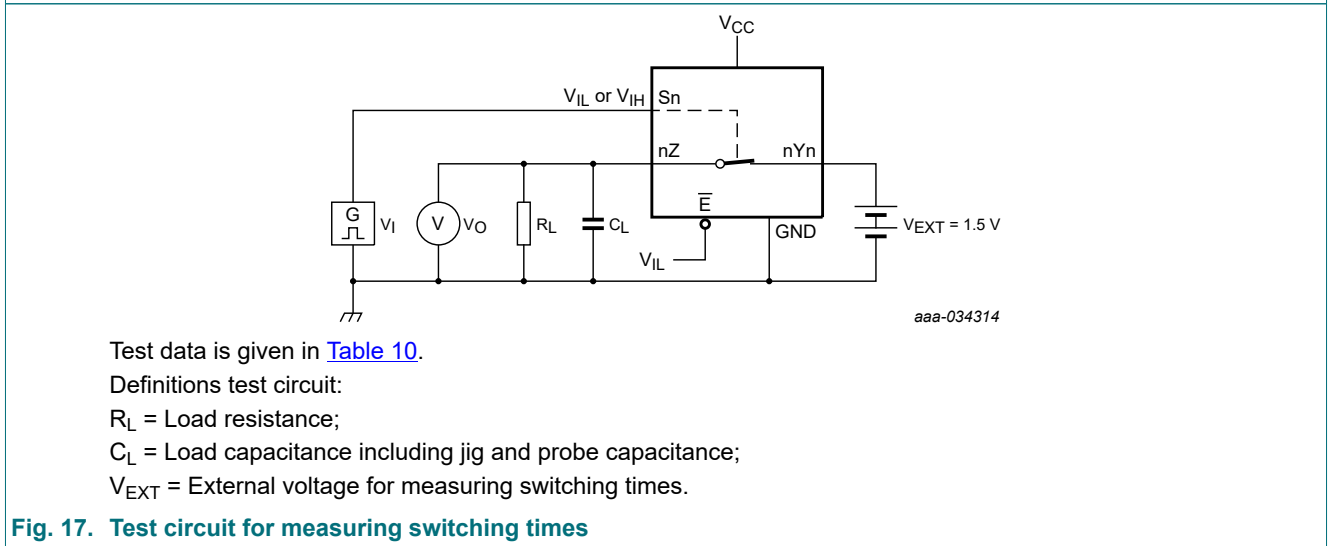 VCC
VIL or VIH
Sn
nZ
nYn
E
G
VI
V
VO
RL
CL
GND
VEXT = 1.5 V
VIL
aaa-034314
Test data is given in Table 10.
Definitions test circuit:
RL = Load resistance;
CL = Load capacitance including jig and probe capacitance;
VEXT = External voltage for measuring switching times.
Fig. 17. Test circuit for measuring switching times